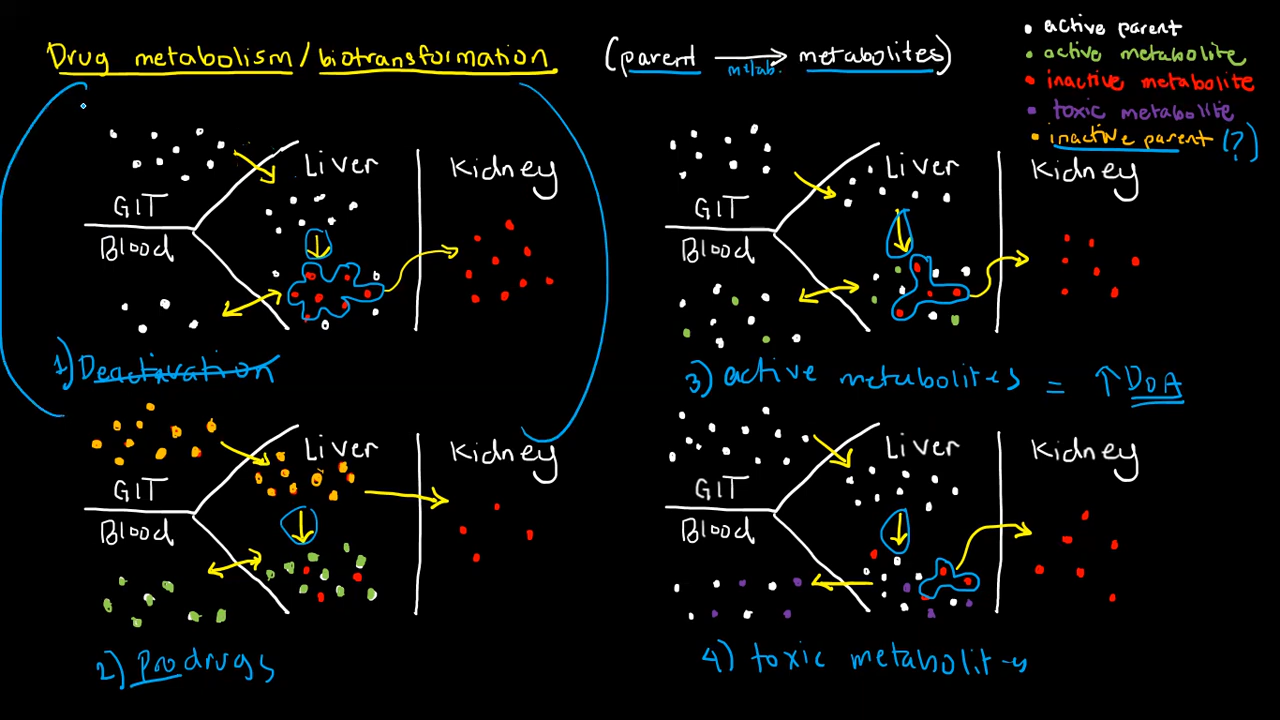 Drug metabolism / biotransformation
(parent metab. metabolites)
active parent
active metabolite
inactive metabolite
toxic metabolite
inactive parent (?)
Liver
Kidney
GIT
Blood
1) Deactivation
Liver
Kidney
GIT
Blood
3) active metabolites = ↑ DoA
Liver
Kidney
GIT
Blood
2) Prodrugs
Liver
Kidney
GIT
Blood
4) toxic metabolites